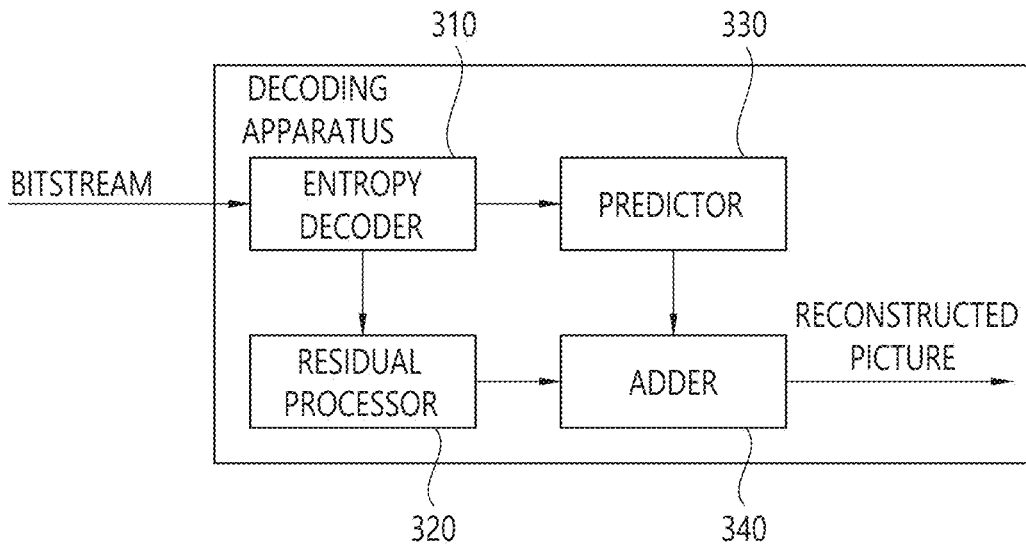 310
330
DECODING
APPARATUS
BITSTREAM
ENTROPY
DECODER
PREDICTOR
RECONSTRUCTED
PICTURE
RESIDUAL
PROCESSOR
ADDER
320
340